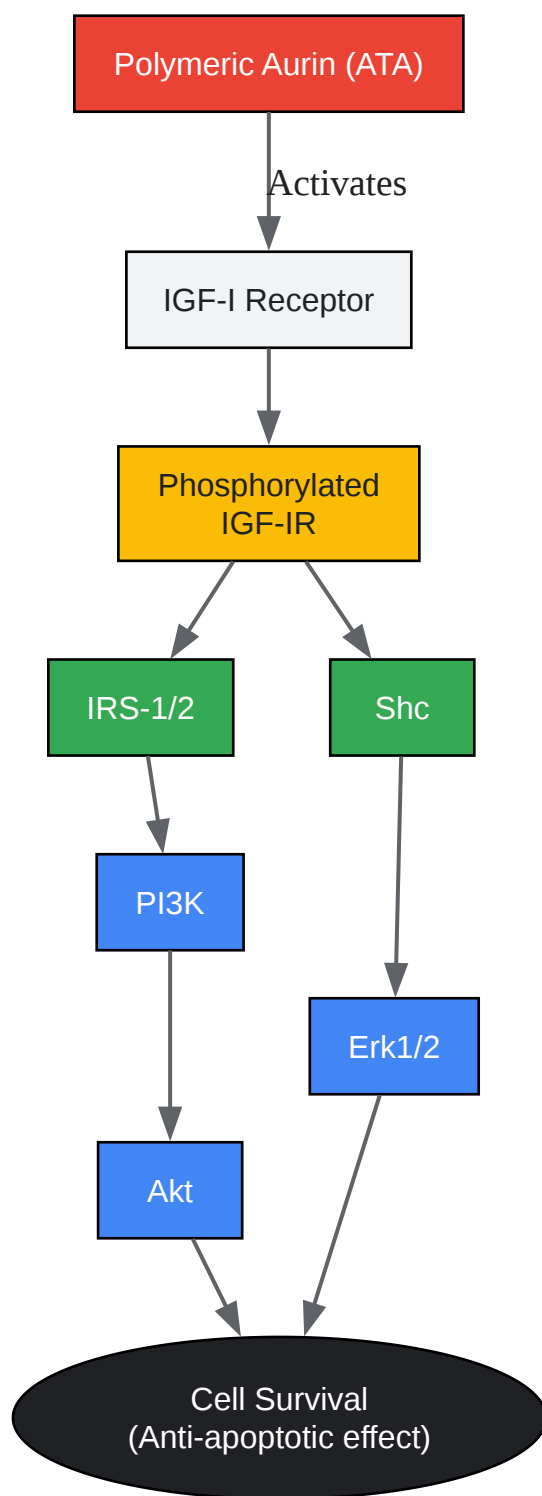 Polymeric Aurin (ATA)
Activates
IGF-I Receptor
Phosphorylated
IGF-IR
IRS-1/2
Shc
PI3K
Erk1/2
Akt
Cell Survival
(Anti-apoptotic effect)